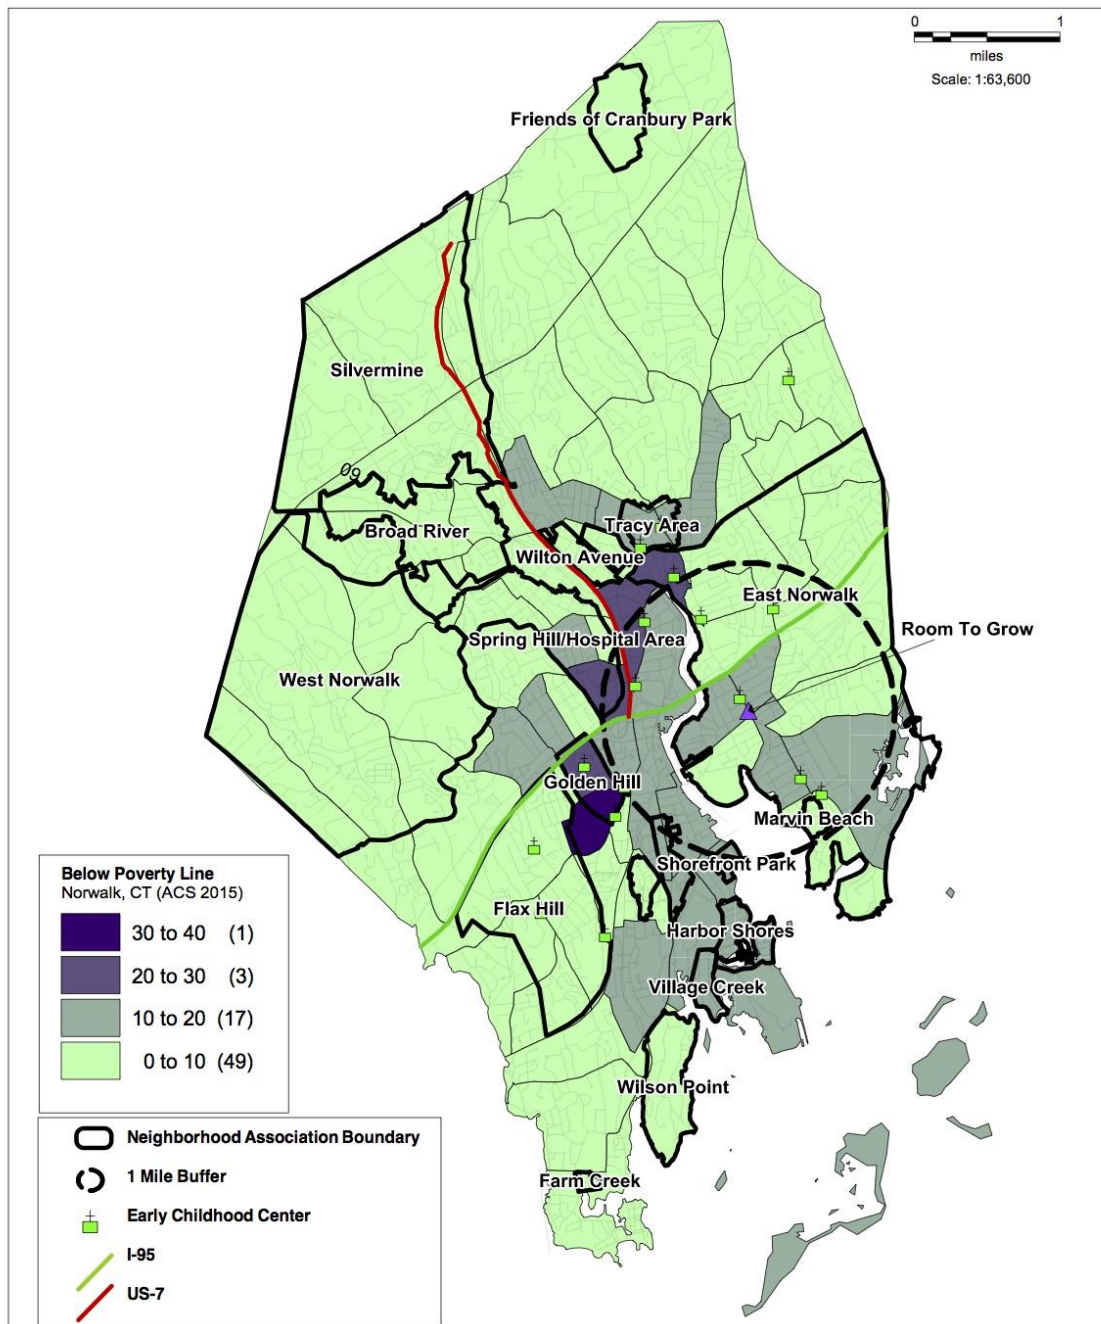 0 1
miles
Scale: 1:63,600
Friends of Cranbury Park
Silvermine
60
Broad River
Tracy Area
Wilton Avenue
East Norwalk
Room To Grow
Spring Hill/Hospital Area
West Norwalk
Golden Hill
Marvin Beach
Shorefront Park
Flax Hill
Harbor Shores
Village Creek
Wilson Point
Farm Creek
Below Poverty Line
Norwalk, CT (ACS 2015)
30 to 40 (1)
20 to 30 (3)
10 to 20 (17)
0 to 10 (49)
Neighborhood Association Boundary
1 Mile Buffer
Early Childhood Center
I-95
US-7